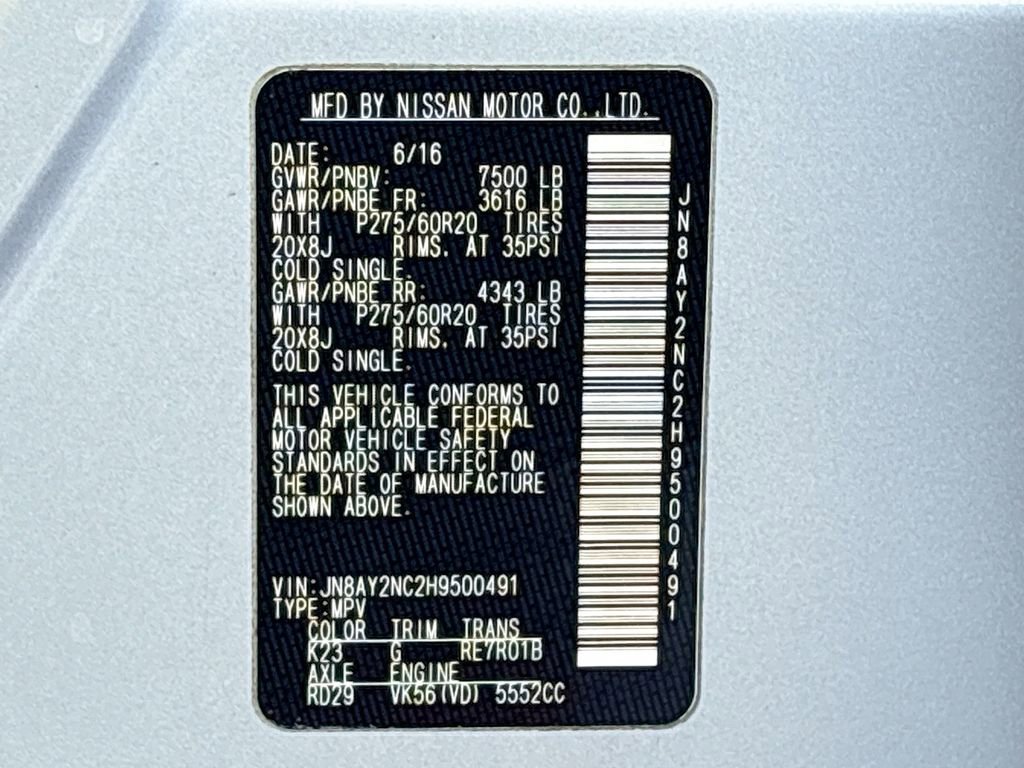 MFD BY NISSAN MOTOR CO.,LTD.
DATE: 6/16
GVWR/PNBV: 7500 LB
GAWR/PNBE FR: 3616 LB
WITH P275/60R20 TIRES
20X8J RIMS, AT 35PSI
COLD SINGLE.
GAWR/PNBE RR: 4343 LB
WITH P275/60R20 TIRES
20X8J RIMS, AT 35PSI
COLD SINGLE.
THIS VEHICLE CONFORMS TO
ALL APPLICABLE FEDERAL
MOTOR VEHICLE SAFETY
STANDARDS IN EFFECT ON
THE DATE OF MANUFACTURE
SHOWN ABOVE.
VIN:JN8AY2NC2H9500491
TYPE:MPV
COLOR TRIM TRANS
K23 G RE7R01B
AXLE ENGINE
RD29 VK56(VD) 5552CC
JN8AY2NC2H9500491